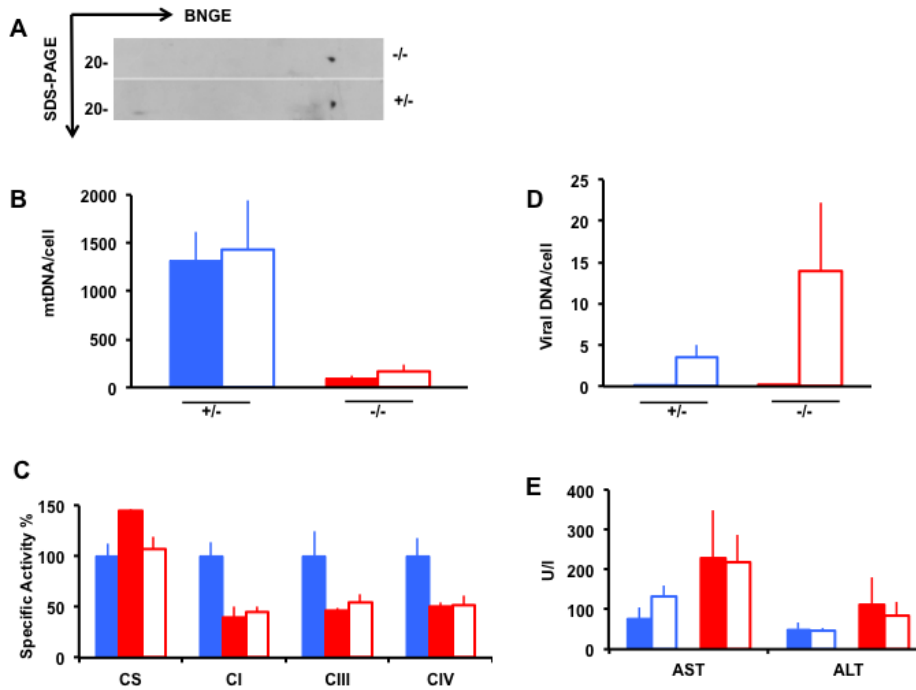 A
BNGE
SDS-PAGE
20-
-/-
20-
+/-
B
mtDNA/cell
2000
1500
1000
500
0
+/-
-/-
D
Viral DNA/cell
25
20
15
10
5
0
+/-
-/-
C
Specific Activity %
150
100
50
0
CS
CI
CIII
CIV
E
U/l
400
300
200
100
0
AST
ALT